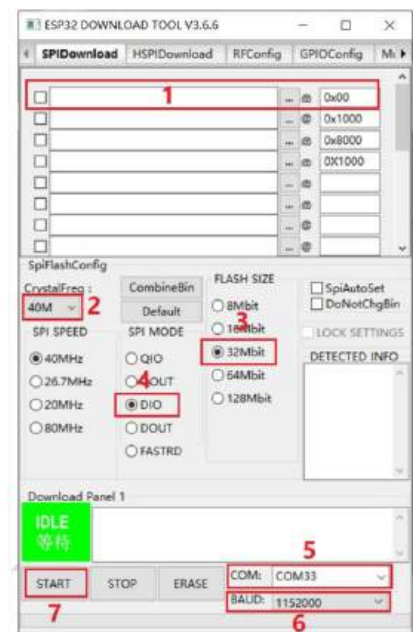 ESP32 DOWNLOAD TOOL V3.6.6
SPIDownload HSPIDownload RFConfig GPIOConfig
1
... @ 0x00
... @ 0x1000
... @ 0x8000
... @ 0X1000
... @
... @
... @
... @
SpiFlashConfig
CrystalFreq :
40M 2
CombineBin
Default
SPI SPEED
40MHz
26.7MHz
20MHz
80MHz
SPI MODE
QIO
4
DIO
DOUT
FASTRD
FLASH SIZE
8Mbit
3
32Mbit
64Mbit
128Mbit
SpiAutoSet
DoNotChgBin
LOCK SETTINGS
DETECTED INFO
Download Panel 1
IDLE
等待
5
START STOP ERASE
COM: COM33
BAUD: 1152000
7
6